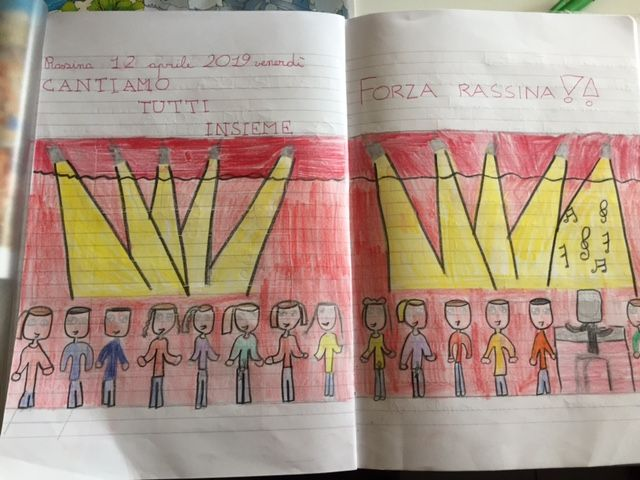 Rassina 12 aprile 2019 venerdì
CANTIAMO
TUTTI
INSIEME
FORZA RASSINA!!